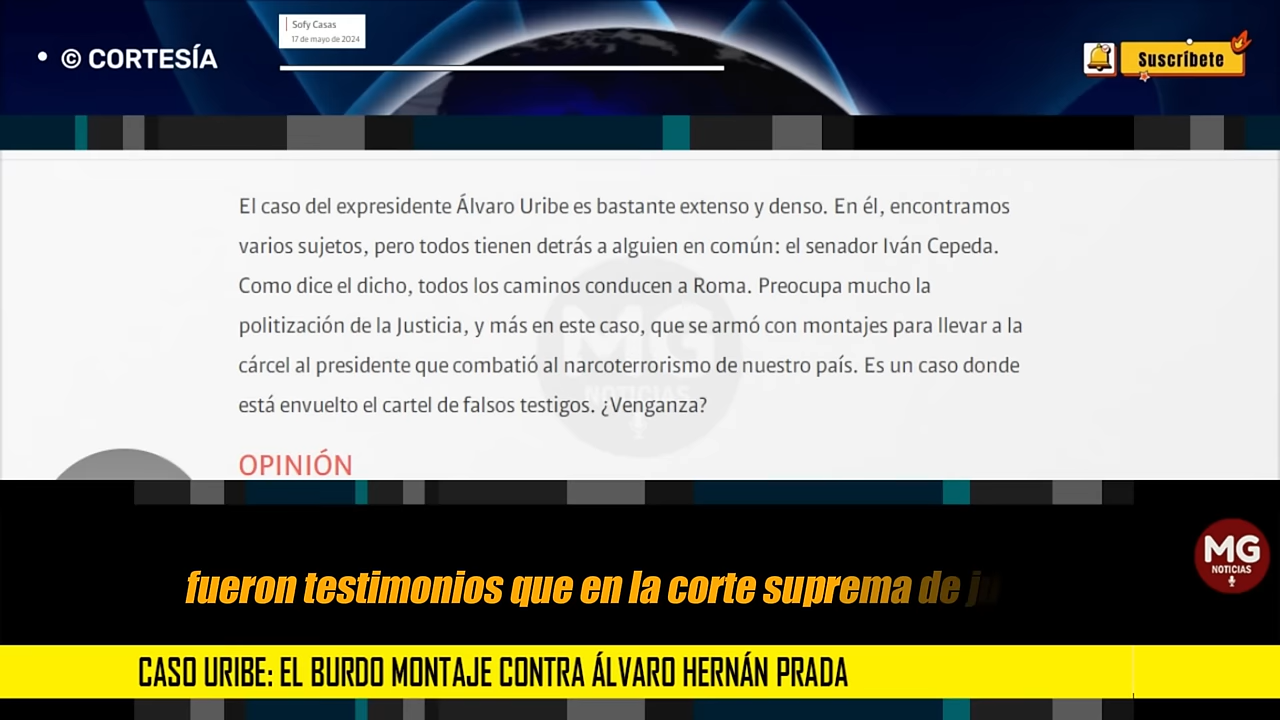 Sofy Casas
17 de mayo de 2024
• © CORTESÍA
Suscríbete
El caso del expresidente Álvaro Uribe es bastante extenso y denso. En él, encontramos
varios sujetos, pero todos tienen detrás a alguien en común: el senador Iván Cepeda.
Como dice el dicho, todos los caminos conducen a Roma. Preocupa mucho la
politización de la Justicia, y más en este caso, que se armó con montajes para llevar a la
cárcel al presidente que combatió al narcoterrorismo de nuestro país. Es un caso donde
está envuelto el cartel de falsos testigos. ¿Venganza?
MG
NOTICIAS
OPINIÓN
fueron testimonios que en la corte suprema de ju
MG
NOTICIAS
CASO URIBE: EL BURDO MONTAJE CONTRA ÁLVARO HERNÁN PRADA